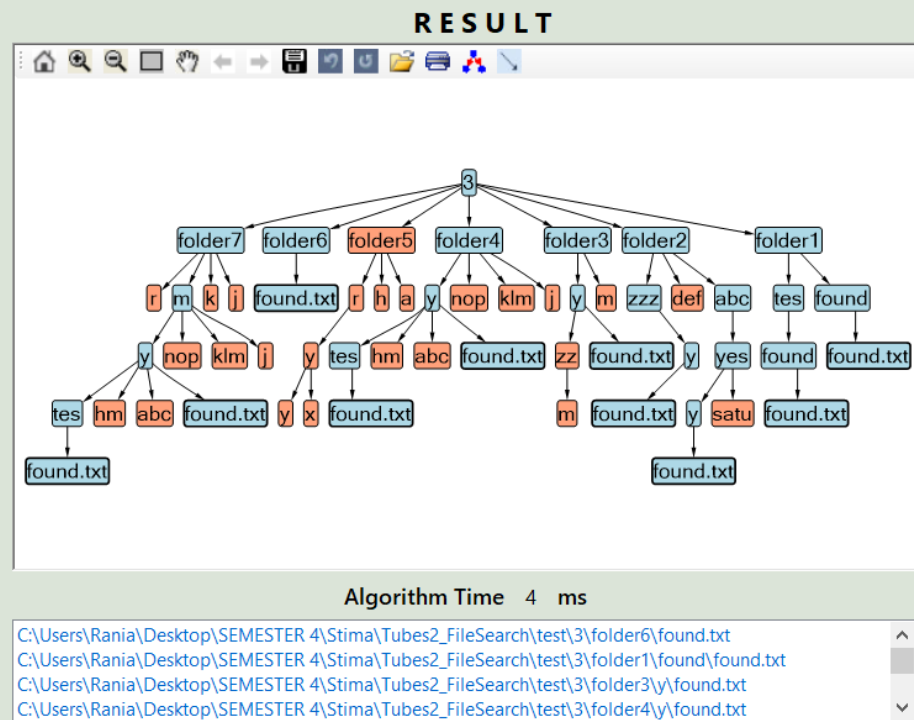 RESULT
3
folder7 folder6 folder5 folder4 folder3 folder2 folder1
r m k j found.txt r h a y nop klm j y m zzz def abc tes found
y nop klm j y tes hm abc found.txt zz found.txt y yes found found.txt
tes hm abc found.txt y x found.txt m found.txt y satu found.txt
found.txt found.txt
Algorithm Time 4 ms
C:\Users\Rania\Desktop\SEMESTER 4\Stima\Tubes2_FileSearch\test\3\folder6\found.txt
C:\Users\Rania\Desktop\SEMESTER 4\Stima\Tubes2_FileSearch\test\3\folder1\found\found.txt
C:\Users\Rania\Desktop\SEMESTER 4\Stima\Tubes2_FileSearch\test\3\folder3\y\found.txt
C:\Users\Rania\Desktop\SEMESTER 4\Stima\Tubes2_FileSearch\test\3\folder4\y\found.txt